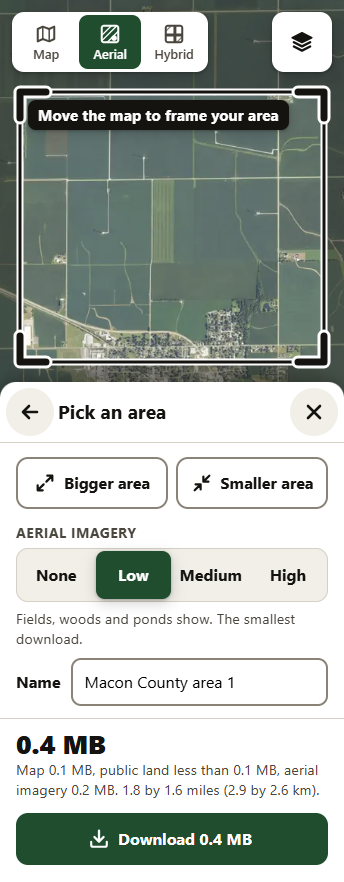 Map
Aerial
Hybrid
Move the map to frame your area
Pick an area
Bigger area
Smaller area
AERIAL IMAGERY
None
Low
Medium
High
Fields, woods and ponds show. The smallest
download.
Name
Macon County area 1
0.4 MB
Map 0.1 MB, public land less than 0.1 MB, aerial
imagery 0.2 MB. 1.8 by 1.6 miles (2.9 by 2.6 km).
Download 0.4 MB